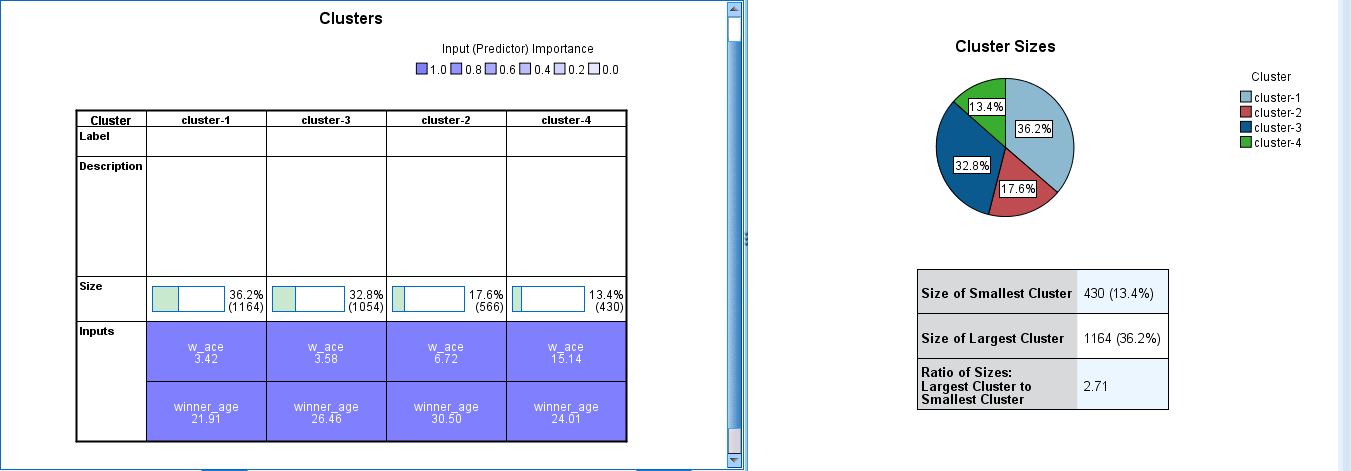 Clusters
Input (Predictor) Importance
1.0 0.8 0.6 0.4 0.2 0.0
Cluster cluster-1 cluster-3 cluster-2 cluster-4
Label
Description
Size
36.2% 32.8% 17.6% 13.4%
(1164) (1054) (566) (430)
Inputs
w_ace w_ace w_ace w_ace
3.42 3.58 6.72 15.14
winner_age winner_age winner_age winner_age
21.91 26.46 30.50 24.01
Cluster Sizes
Cluster
cluster-1
cluster-2
cluster-3
cluster-4
13.4%
36.2%
32.8%
17.6%
Size of Smallest Cluster 430 (13.4%)
Size of Largest Cluster 1164 (36.2%)
Ratio of Sizes:
Largest Cluster to 2.71
Smallest Cluster